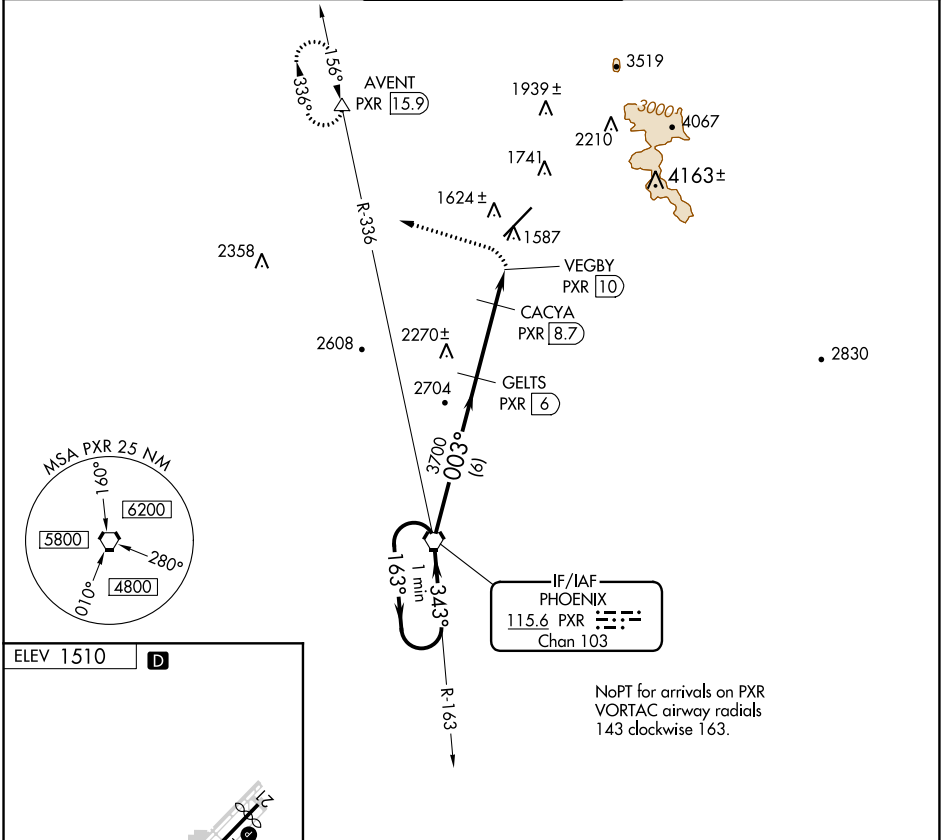 3519
156°
336°
AVENT
PXR 15.9
1939 ±
3000
4067
2210
1741
4163±
1624 ±
R-336
1587
2358
VEGBY
PXR 10
CACYA
PXR 8.7
2270±
2608
2830
GELTS
PXR 6
2704
3700
003°
(6)
MSA PXR 25 NM
160°
6200
5800
280°
4800
010°
163°
1 min
343°
IF/IAF
PHOENIX
115.6 PXR
Chan 103
ELEV 1510
D
R-163
NoPT for arrivals on PXR
VORTAC airway radials
143 clockwise 163.
21